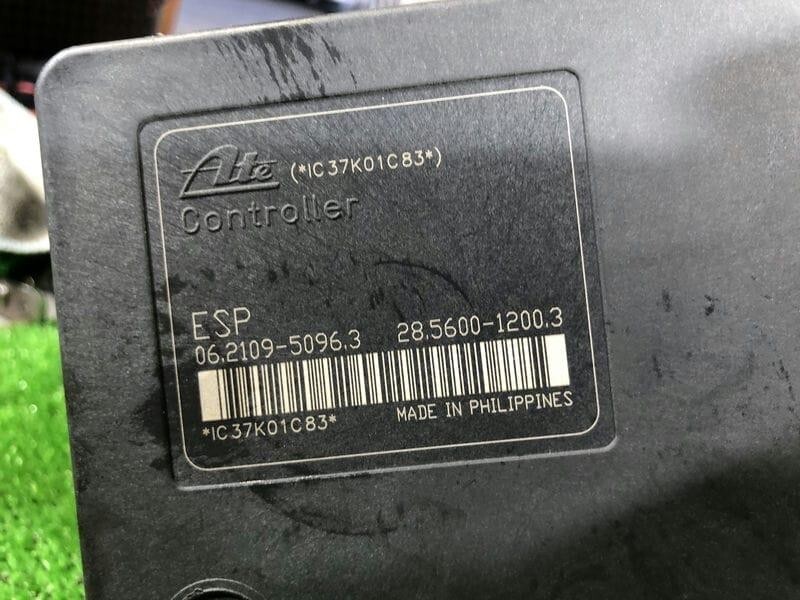 Ate (*IC37K01C83*)
Controller
ESP
06.2109-5096.3 28.5600-1200.3
*IC37K01C83* MADE IN PHILIPPINES